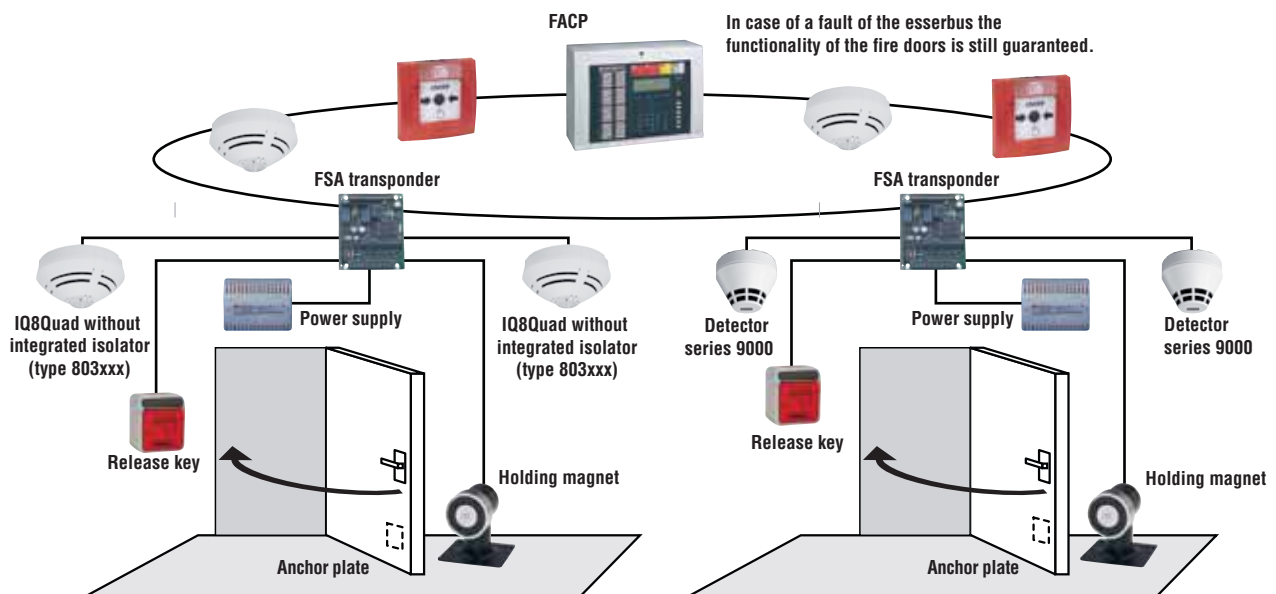 FACP
In case of a fault of the esserbus the
functionality of the fire doors is still guaranteed.
FSA transponder
FSA transponder
IQ8Quad without
integrated isolator
(type 803xxx)
Power supply
IQ8Quad without
integrated isolator
(type 803xxx)
Detector
series 9000
Power supply
Detector
series 9000
Release key
Holding magnet
Anchor plate
Release key
Holding magnet
Anchor plate